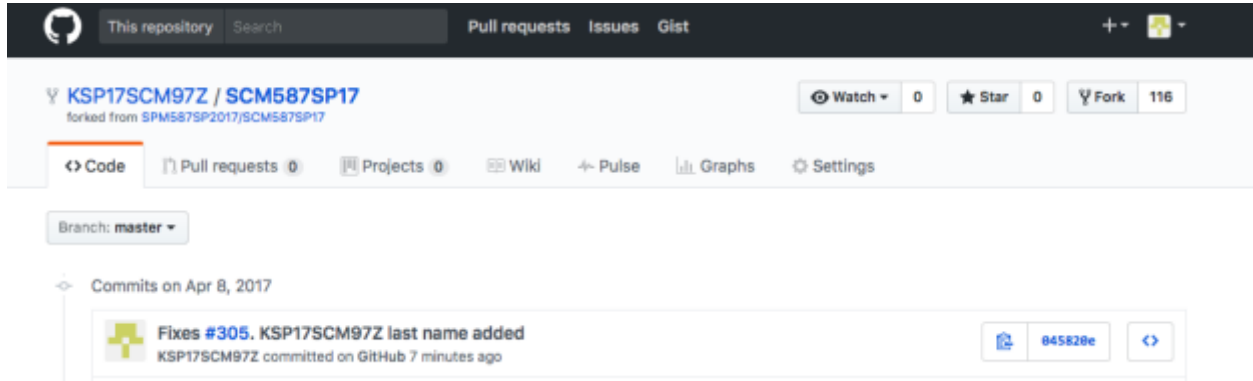 This repository Search Pull requests Issues Gist
KSP17SCM97Z / SCM587SP17 Watch 0 Star 0 Fork 116
forked from SPM587SP2017/SCM587SP17
Code Pull requests 0 Projects 0 Wiki Pulse Graphs Settings
Branch: master
Commits on Apr 8, 2017
Fixes #305. KSP17SCM97Z last name added
KSP17SCM97Z committed on GitHub 7 minutes ago
045820e